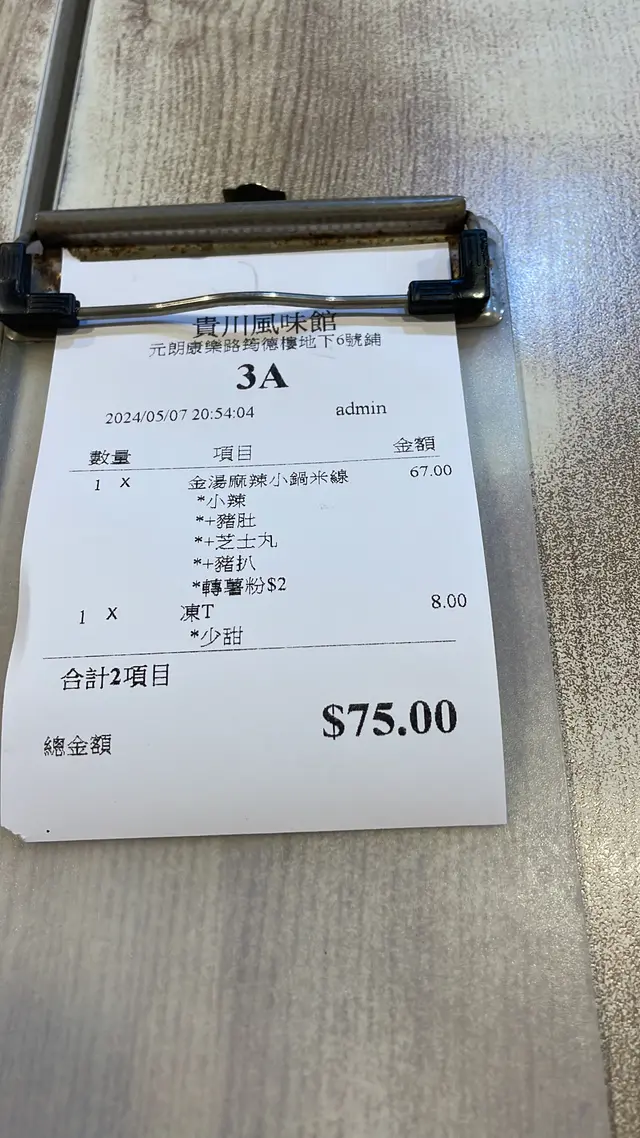 貴川風味館
元朗康樂路筠德樓地下6號鋪
3A
2024/05/07 20:54:04 admin
數量 項目 金額
1 X 金湯麻辣小鍋米線 67.00
*小辣
*+豬肚
*+芝士丸
*+豬扒
*轉薯粉$2
1 X 凍T 8.00
*少甜
合計2項目
總金額 $75.00